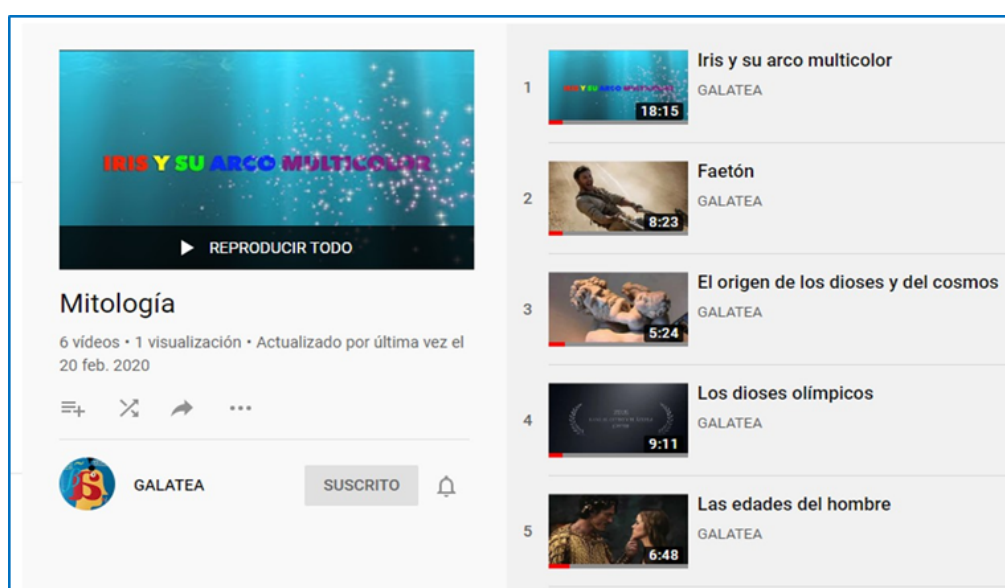 IRIS Y SU ARCO MULTICOLOR
REPRODUCIR TODO
Mitología
6 vídeos • 1 visualización • Actualizado por última vez el
20 feb. 2020
GALATEA
SUSCRITO
1
18:15
Iris y su arco multicolor
GALATEA
2
8:23
Faetón
GALATEA
3
5:24
El origen de los dioses y del cosmos
GALATEA
4
9:11
Los dioses olímpicos
GALATEA
5
6:48
Las edades del hombre
GALATEA